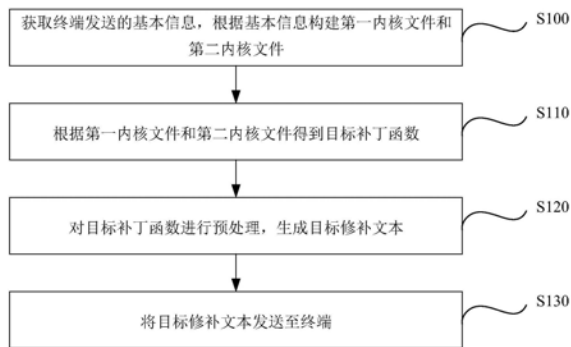 获取终端发送的基本信息，根据基本信息构建第一内核文件和
第二内核文件
S100
根据第一内核文件和第二内核文件得到目标补丁函数
S110
对目标补丁函数进行预处理，生成目标修补文本
S120
将目标修补文本发送至终端
S130